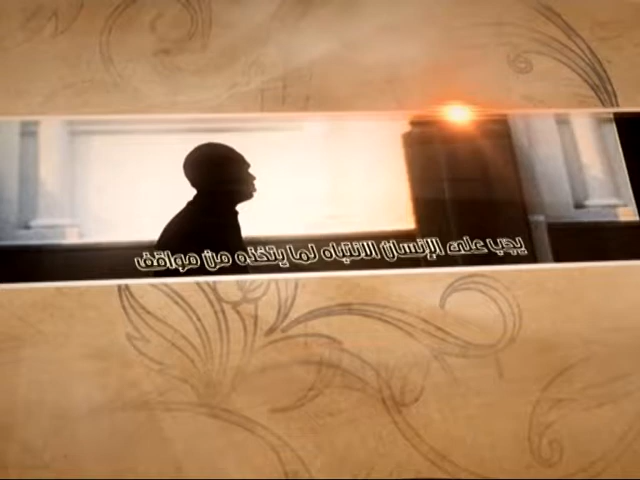 يجب على الإنسان الانتباه لما يتخذه من مواقف